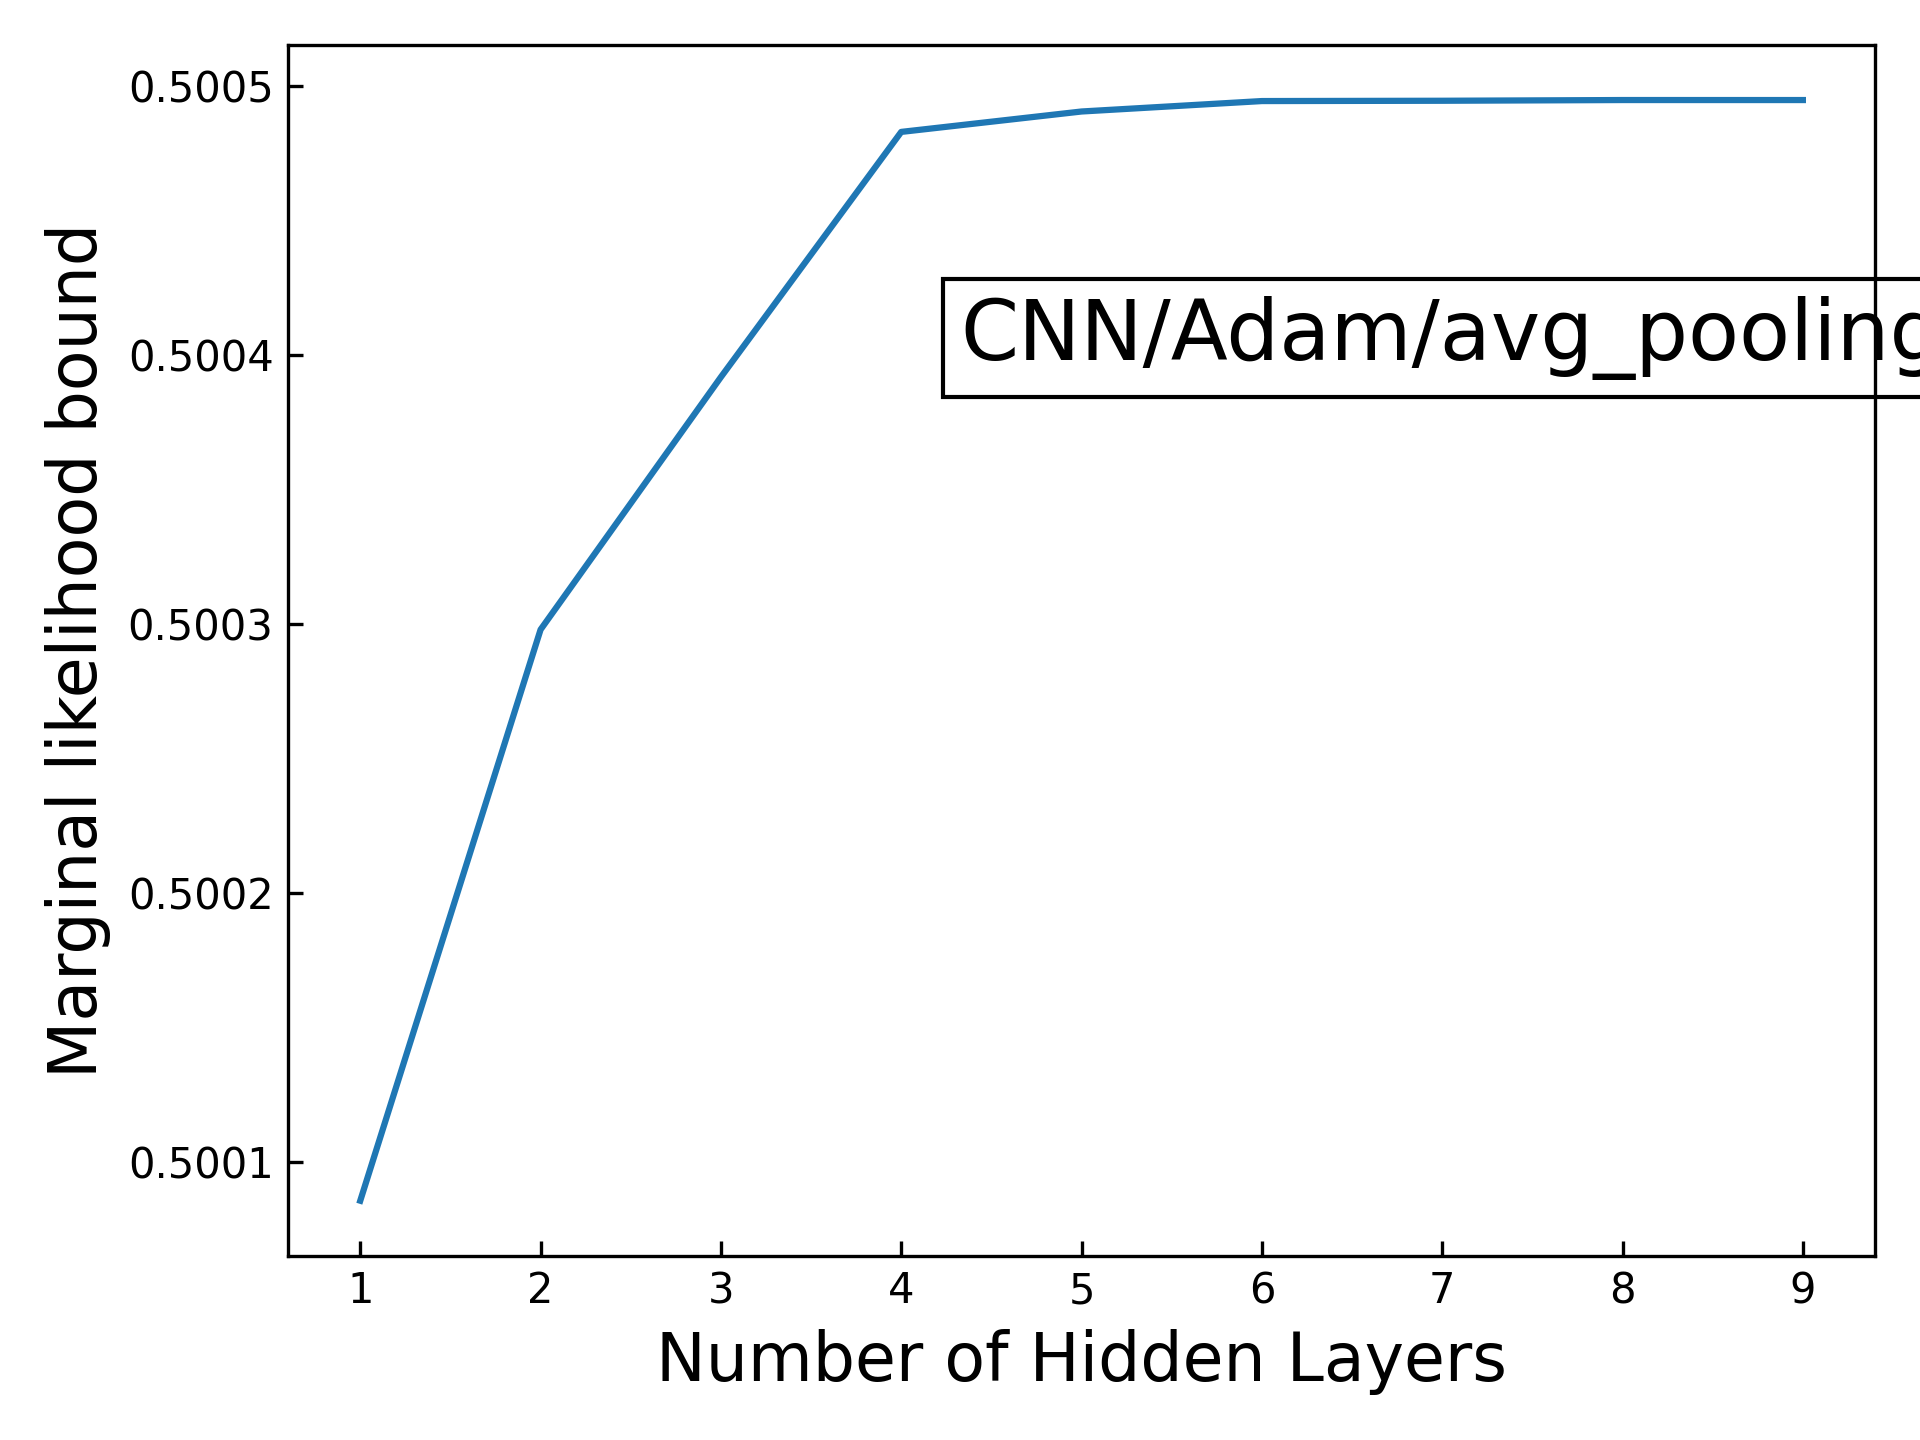 0.5005
0.5004
0.5003
0.5002
0.5001
Marginal likelihood bound
CNN/Adam/avg_pooling
1 2 3 4 5 6 7 8 9
Number of Hidden Layers